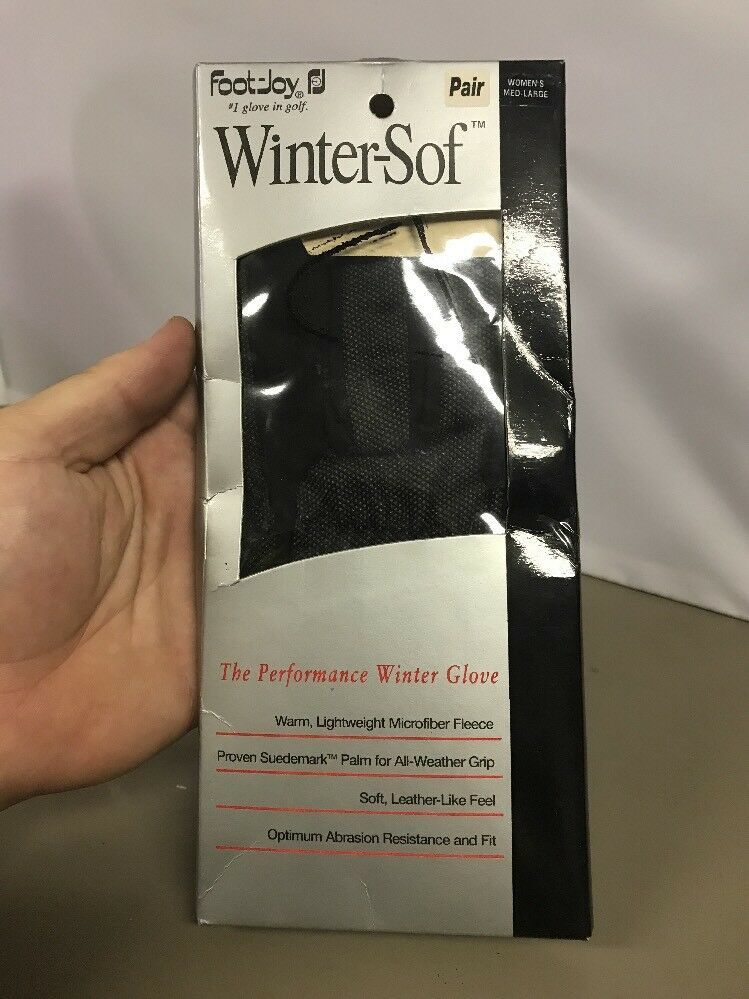 FootJoy®
#1 glove in golf.
Pair
WOMEN'S
MED-LARGE
Winter-Sof™
The Performance Winter Glove
Warm, Lightweight Microfiber Fleece
Proven Suedemark™ Palm for All-Weather Grip
Soft, Leather-Like Feel
Optimum Abrasion Resistance and Fit